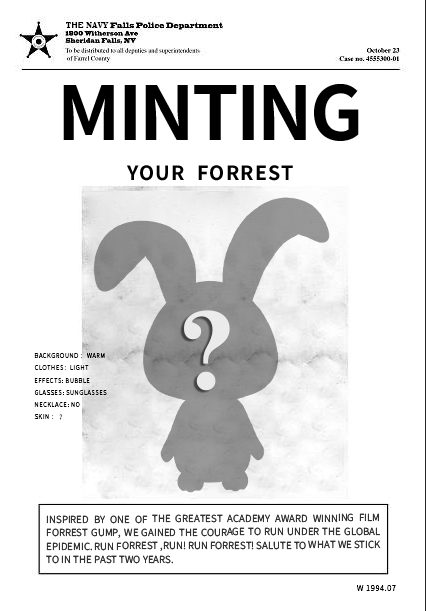 THE NAVY Falls Police Department
1800 Witherson Ave
Sheridan Falls, NV
To be distributed to all deputies and superintendents
of Farrel County
October 23
Case no. 4555300-01
MINTING
YOUR FORREST
?
BACKGROUND : WARM
CLOTHES: LIGHT
EFFECTS: BUBBLE
GLASSES: SUNGLASSES
NECKLACE: NO
SKIN : ?
INSPIRED BY ONE OF THE GREATEST ACADEMY AWARD WINNING FILM
FORREST GUMP, WE GAINED THE COURAGE TO RUN UNDER THE GLOBAL
EPIDEMIC. RUN FORREST ,RUN! RUN FORREST! SALUTE TO WHAT WE STICK
TO IN THE PAST TWO YEARS.
W 1994.07